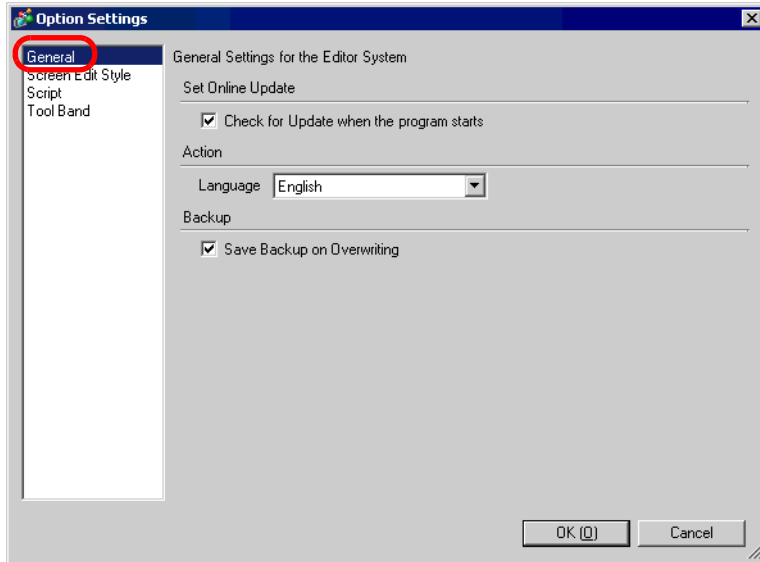 Option Settings
General
Screen Edit Style
Script
Tool Band
General Settings for the Editor System
Set Online Update
Check for Update when the program starts
Action
Language English
Backup
Save Backup on Overwriting
OK (O) Cancel